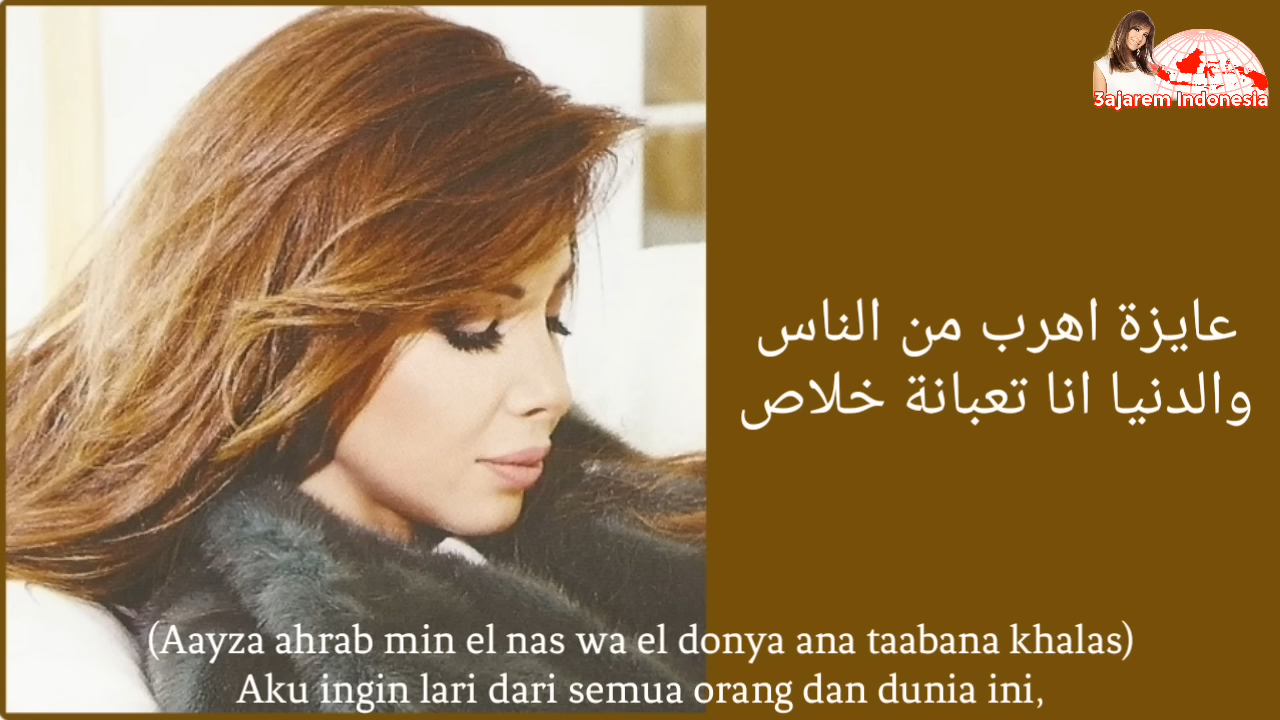 3ajarem Indonesia
عايزة اهرب من الناس
والدنيا انا تعبانة خلاص
(Aayza ahrab min el nas wa el donya ana taabana khalas)
Aku ingin lari dari semua orang dan dunia ini,